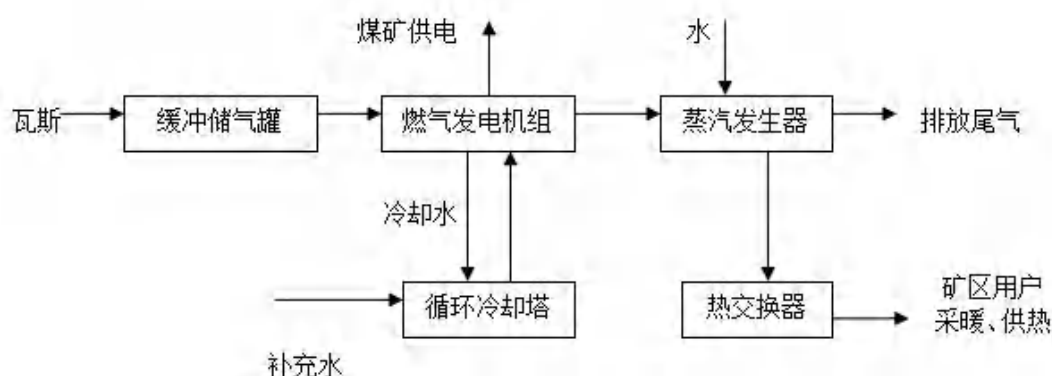 煤矿供电
水
瓦斯
缓冲储气罐
燃气发电机组
蒸汽发生器
排放尾气
冷却水
循环冷却塔
热交换器
矿区用户
采暖、供热
补充水